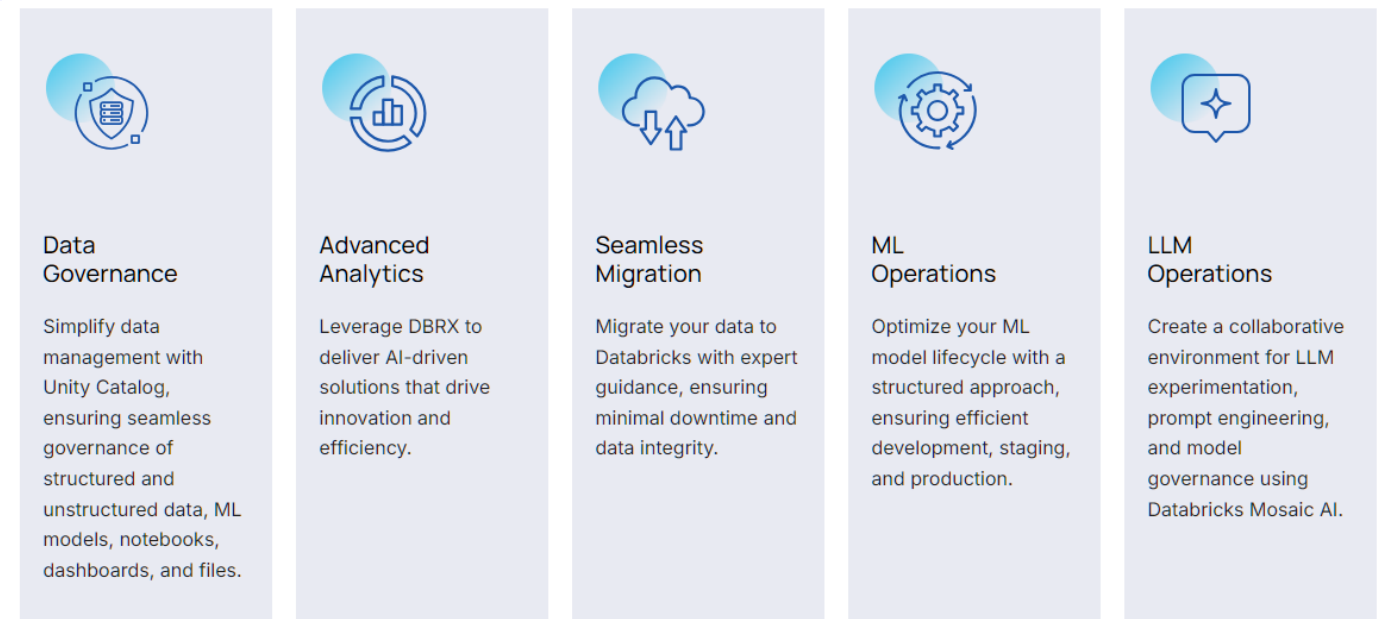 Data
Governance
Simplify data
management with
Unity Catalog,
ensuring seamless
governance of
structured and
unstructured data, ML
models, notebooks,
dashboards, and files.
Advanced
Analytics
Leverage DBRX to
deliver AI-driven
solutions that drive
innovation and
efficiency.
Seamless
Migration
Migrate your data to
Databricks with expert
guidance, ensuring
minimal downtime and
data integrity.
ML
Operations
Optimize your ML
model lifecycle with a
structured approach,
ensuring efficient
development, staging,
and production.
LLM
Operations
Create a collaborative
environment for LLM
experimentation,
prompt engineering,
and model
governance using
Databricks Mosaic AI.